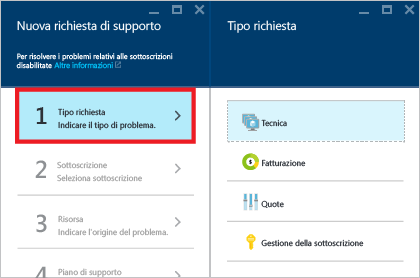 Nuova richiesta di supporto
Per risolvere i problemi relativi alle sottoscrizioni
disabilitate Altre informazioni
1 Tipo richiesta
Indicare il tipo di problema.
2 Sottoscrizione
Seleziona sottoscrizione
3 Risorsa
Indicare l'origine del problema.
4 Piano di supporto
Tipo richiesta
Tecnica
Fatturazione
Quote
Gestione della sottoscrizione